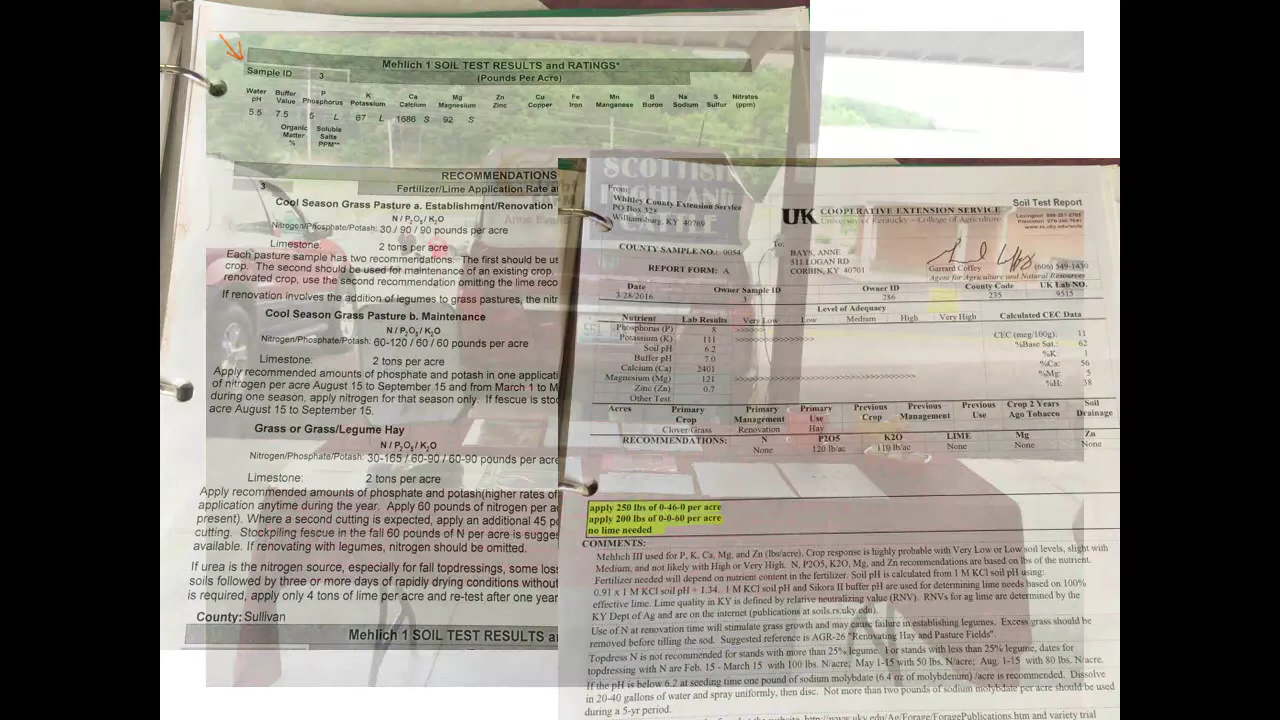 Mehlich 1 SOIL TEST RESULTS and RATINGS*
(Pounds Per Acre)
Sample ID 3
Water pH Buffer Value P Phosphorus K Potassium Ca Calcium Mg Magnesium Zn Zinc Cu Copper Fe Iron Mn Manganese B Boron Na Sodium S Sulfur Nitrates (ppm)
5.5 7.5 5 L 67 L 1686 S 92 S
Organic Matter % Soluble Salts PPM**
RECOMMENDATIONS
3 Fertilizer/Lime Application Rate a
Cool Season Grass Pasture a. Establishment/Renovation
N / P₂O₅ / K₂O
Nitrogen/Phosphate/Potash: 30 / 90 / 90 pounds per acre
Limestone: 2 tons per acre
Each pasture sample has two recommendations. The first should be us
crop. The second should be used for maintenance of an existing crop.
renovated crop, use the second recommendation omitting the lime reco
If renovation involves the addition of legumes to grass pastures, the nitr
Cool Season Grass Pasture b. Maintenance
N / P₂O₅ / K₂O
Nitrogen/Phosphate/Potash: 60-120 / 60 / 60 pounds per acre
Limestone: 2 tons per acre
Apply recommended amounts of phosphate and potash in one applicati
of nitrogen per acre August 15 to September 15 and from March 1 to M
during one season, apply nitrogen for that season only. If fescue is stoc
acre August 15 to September 15.
Grass or Grass/Legume Hay
N / P₂O₅ / K₂O
Nitrogen/Phosphate/Potash: 30-165 / 60-90 / 60-90 pounds per acre
Limestone: 2 tons per acre
Apply recommended amounts of phosphate and potash(higher rates of
application anytime during the year. Apply 60 pounds of nitrogen per a
present). Where a second cutting is expected, apply an additional 45 po
cutting. Stockpiling fescue in the fall 60 pounds of N per acre is sugges
available. If renovating with legumes, nitrogen should be omitted.
If urea is the nitrogen source, especially for fall topdressings, some loss
soils followed by three or more days of rapidly drying conditions without
is required, apply only 4 tons of lime per acre and re-test after one year
County: Sullivan
Mehlich 1 SOIL TEST RESULTS a
SCOTTISH
HIGHLAND
CATTLE
From:
Whitley County Extension Service
PO Box 328
Williamsburg, KY 40769
UK COOPERATIVE EXTENSION SERVICE
University of Kentucky – College of Agriculture
Soil Test Report
www.rs.uky.edu/soils
COUNTY SAMPLE NO.: 0054
REPORT FORM: A
To:
BAYS, ANNE
511 LOGAN RD
CORBIN, KY 40701
Garrard Coffey (606) 549-1430
Agent for Agriculture and Natural Resources
Date Owner Sample ID Owner ID County Code UK Lab NO.
3/28/2016 3 286 235 9515
Level of Adequacy
Nutrient Lab Results Very Low Low Medium High Very High Calculated CEC Data
Phosphorus (P) 8 >>>>>>
Potassium (K) 111 >>>>>>>>>>>>>>>>
Soil pH 6.2
Buffer pH 7.0
Calcium (Ca) 2401
Magnesium (Mg) 121 >>>>>>>>>>>>>>>>>>>>>>>>>>>>>>>>>>>>
Zinc (Zn) 0.7
Other Test
CEC (meq/100g): 11
%Base Sat.: 62
%K: 1
%Ca: 56
%Mg: 5
%H: 38
Acres Primary Crop Primary Management Primary Use Previous Crop Previous Management Previous Use Crop 2 Years Ago Tobacco Soil Drainage
Clover/Grass Renovation Hay
RECOMMENDATIONS: N P2O5 K2O LIME Mg Zn
None 120 lb/ac 110 lb/ac None None None
apply 250 lbs of 0-46-0 per acre
apply 200 lbs of 0-0-60 per acre
no lime needed
COMMENTS:
Mehlich III used for P, K, Ca, Mg, and Zn (lbs/acre). Crop response is highly probable with Very Low or Low soil levels, slight with
Medium, and not likely with High or Very High. N, P2O5, K2O, Mg, and Zn recommendations are based on lbs of the nutrient.
Fertilizer needed will depend on nutrient content in the fertilizer. Soil pH is calculated from 1 M KCl soil pH using:
0.91 x 1 M KCl soil pH + 1.34. 1 M KCl soil pH and Sikora II buffer pH are used for determining lime needs based on 100%
effective lime. Lime quality in KY is defined by relative neutralizing value (RNV). RNVs for ag lime are determined by the
KY Dept of Ag and are on the internet (publications at soils.rs.uky.edu).
Use of N at renovation time will stimulate grass growth and may cause failure in establishing legumes. Excess grass should be
removed before tilling the sod. Suggested reference is AGR-26 "Renovating Hay and Pasture Fields".
Topdress N is not recommended for stands with more than 25% legume. For stands with less than 25% legume, dates for
topdressing with N are Feb. 15 - March 15 with 100 lbs. N/acre; May 1-15 with 50 lbs. N/acre; Aug. 1-15 with 80 lbs. N/acre.
If the pH is below 6.2 at seeding time one pound of sodium molybdate (6.4 oz of molybdenum) /acre is recommended. Dissolve
in 20-40 gallons of water and spray uniformly, then disc. Not more than two pounds of sodium molybdate per acre should be used
during a 5-yr period.
http://www.uky.edu/Ag/Forage/ForagePublications.htm and variety trial